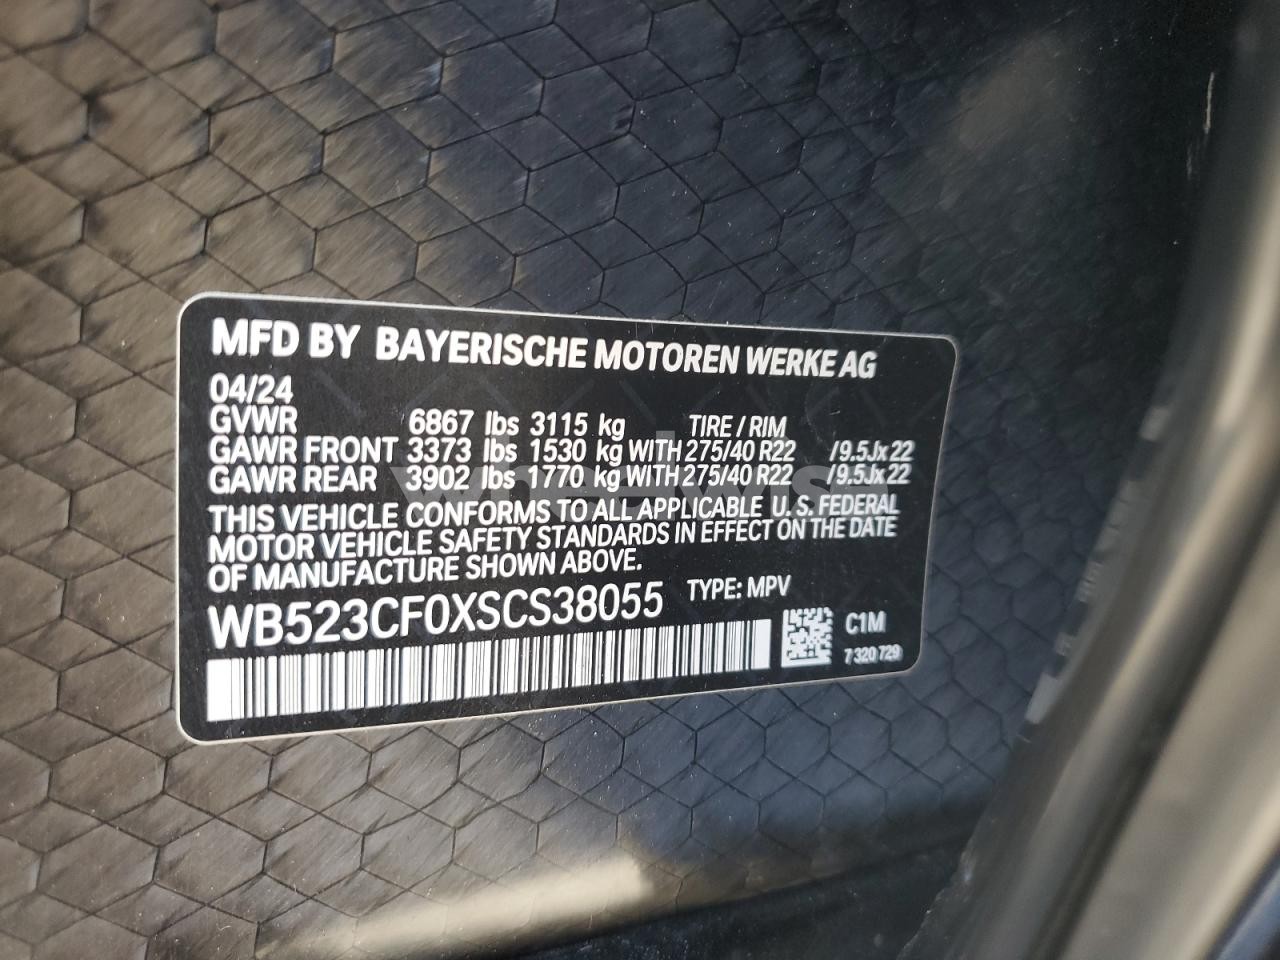 MFD BY BAYERISCHE MOTOREN WERKE AG
04/24
GVWR 6867 lbs 3115 kg TIRE / RIM
GAWR FRONT 3373 lbs 1530 kg WITH 275/40 R22 /9.5Jx22
GAWR REAR 3902 lbs 1770 kg WITH 275/40 R22 /9.5Jx22
THIS VEHICLE CONFORMS TO ALL APPLICABLE U.S. FEDERAL
MOTOR VEHICLE SAFETY STANDARDS IN EFFECT ON THE DATE
OF MANUFACTURE SHOWN ABOVE.
WB523CF0XSCS38055 TYPE: MPV
C1M
7 320 729